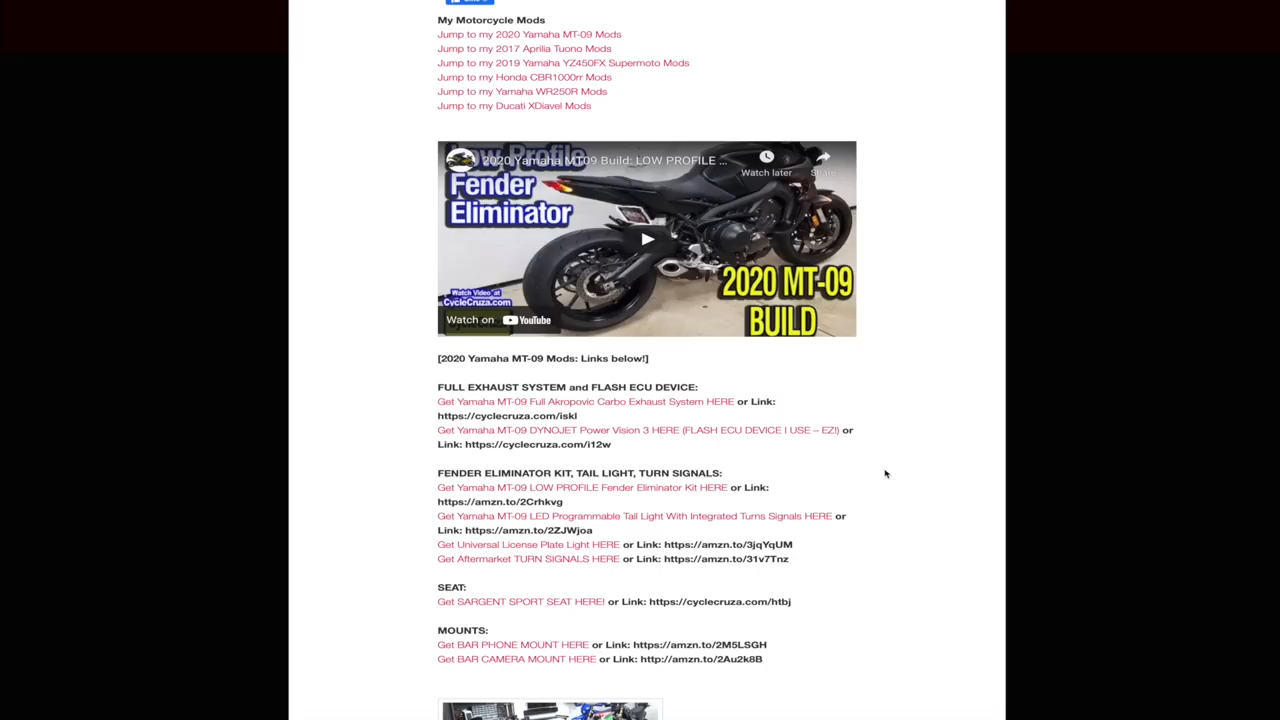 My Motorcycle Mods
Jump to my 2020 Yamaha MT-09 Mods
Jump to my 2017 Aprilia Tuono Mods
Jump to my 2019 Yamaha YZ450FX Supermoto Mods
Jump to my Honda CBR1000rr Mods
Jump to my Yamaha WR250R Mods
Jump to my Ducati XDiavel Mods
2020 Yamaha MT09 Build: LOW PROFILE ...
Watch later
Share
Low Profile
Fender
Eliminator
2020 MT-09
BUILD
Watch Video at
CycleCruza.com
Watch on YouTube
[2020 Yamaha MT-09 Mods: Links below!]
FULL EXHAUST SYSTEM and FLASH ECU DEVICE:
Get Yamaha MT-09 Full Akropovic Carbo Exhaust System HERE or Link:
https://cyclecruza.com/iskl
Get Yamaha MT-09 DYNOJET Power Vision 3 HERE (FLASH ECU DEVICE I USE – EZ!) or
Link: https://cyclecruza.com/i12w
FENDER ELIMINATOR KIT, TAIL LIGHT, TURN SIGNALS:
Get Yamaha MT-09 LOW PROFILE Fender Eliminator Kit HERE or Link:
https://amzn.to/2Crhkvg
Get Yamaha MT-09 LED Programmable Tail Light With Integrated Turns Signals HERE or
Link: https://amzn.to/2ZJWjoa
Get Universal License Plate Light HERE or Link: https://amzn.to/3jqYqUM
Get Aftermarket TURN SIGNALS HERE or Link: https://amzn.to/31v7Tnz
SEAT:
Get SARGENT SPORT SEAT HERE! or Link: https://cyclecruza.com/htbj
MOUNTS:
Get BAR PHONE MOUNT HERE or Link: https://amzn.to/2M5LSGH
Get BAR CAMERA MOUNT HERE or Link: http://amzn.to/2Au2k8B